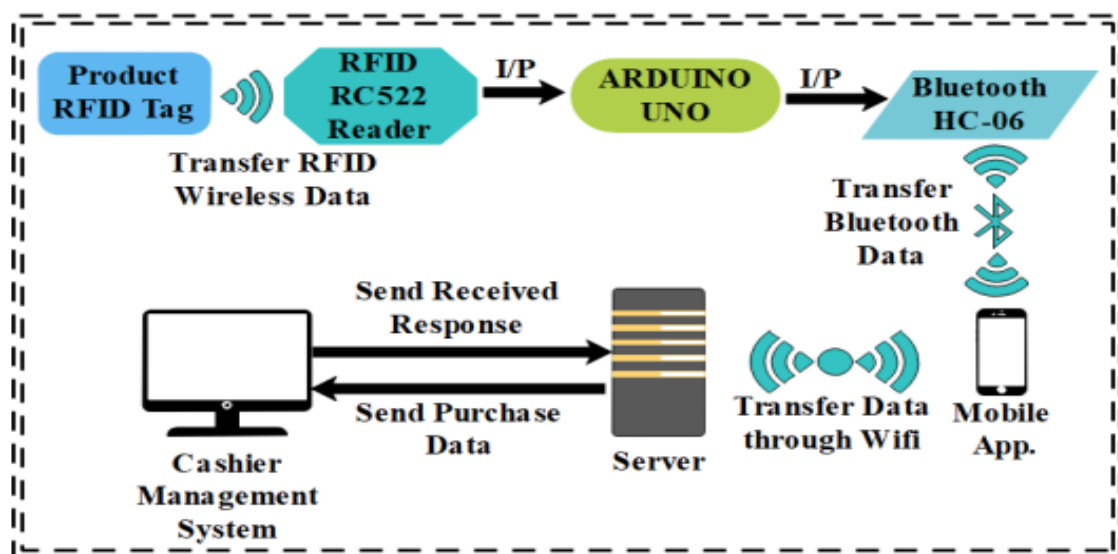 Product
RFID Tag
RFID
RC522
Reader
I/P
ARDUINO
UNO
I/P
Bluetooth
HC-06
Transfer RFID
Wireless Data
Transfer
Bluetooth
Data
Send Received
Response
Send Purchase
Data
Transfer Data
through Wifi
Mobile
App.
Server
Cashier
Management
System